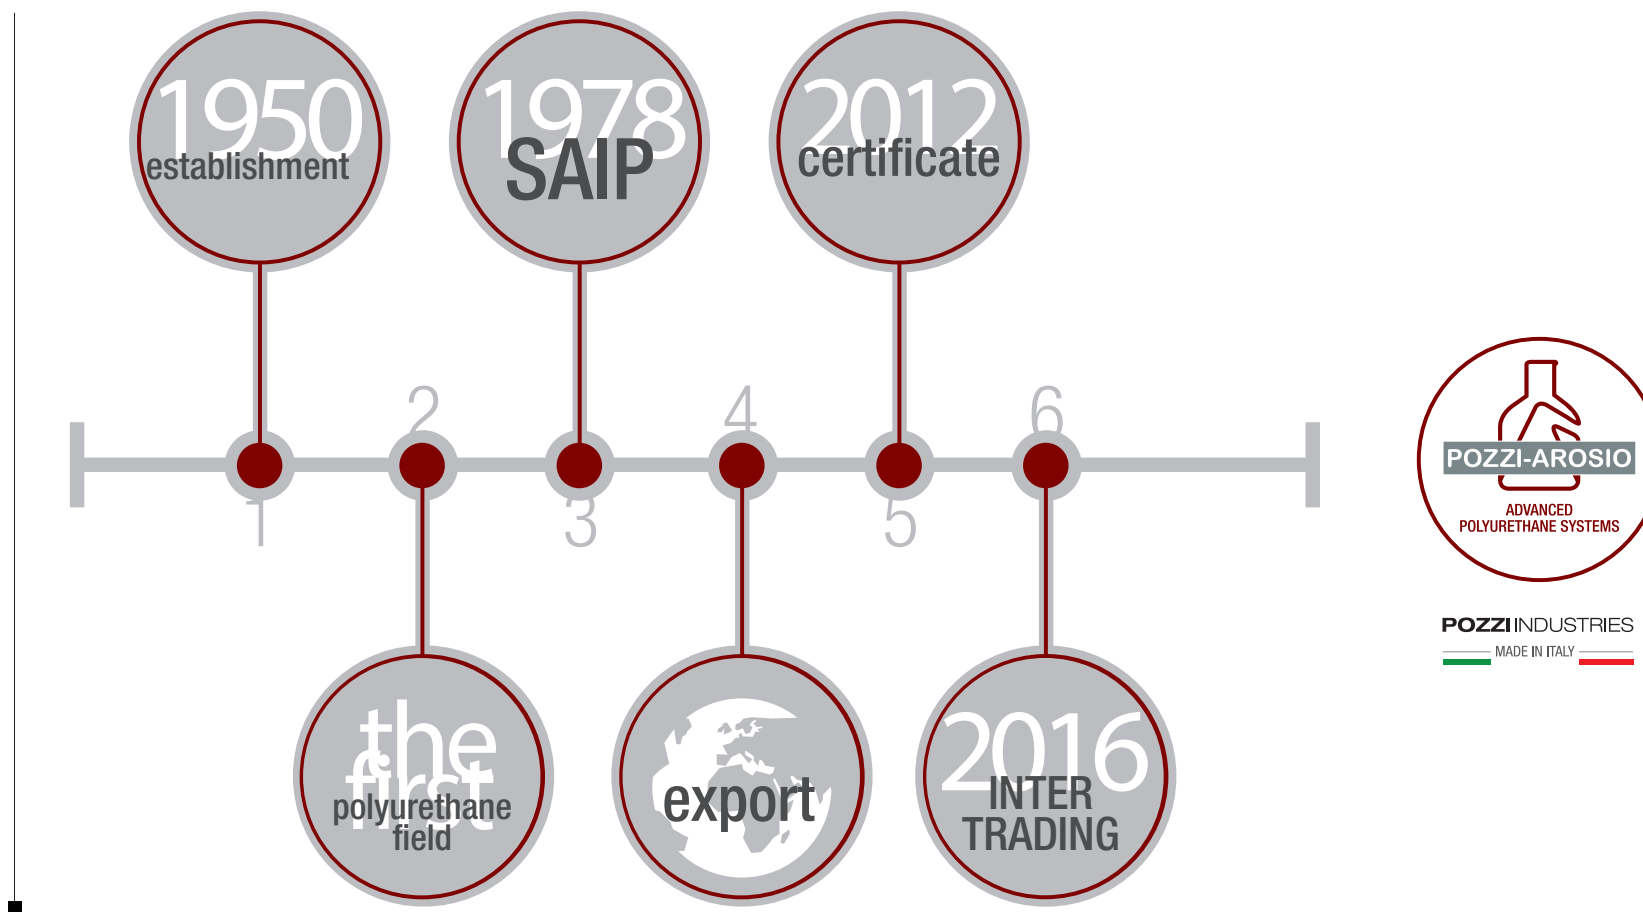 1950
establishment
1978
SAIP
2012
certificate
1
2
3
4
5
6
the
first
polyurethane
field
export
2016
INTER
TRADING
POZZI-AROSIO
ADVANCED
POLYURETHANE SYSTEMS
POZZI INDUSTRIES
MADE IN ITALY